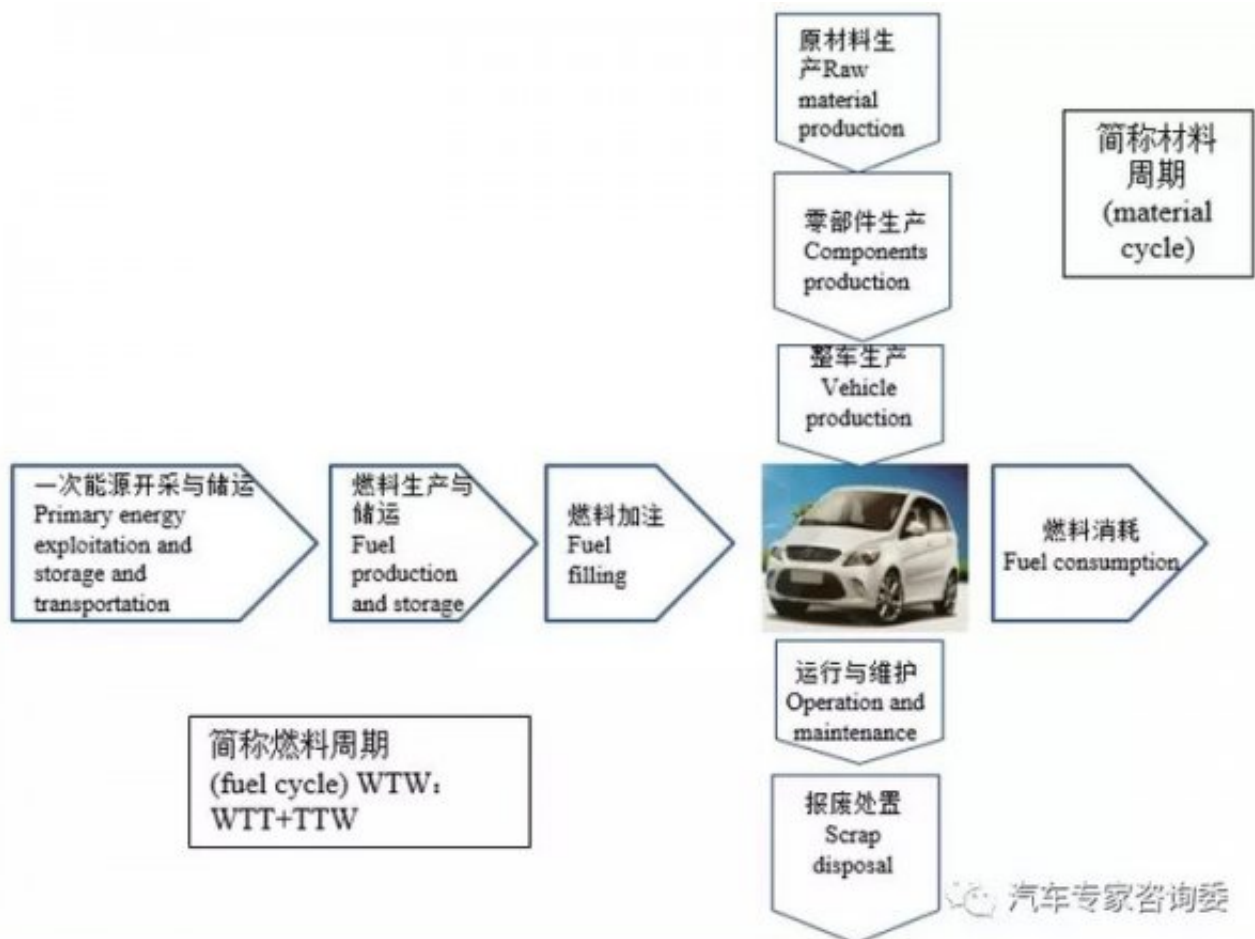 原材料生
产Raw
material
production
简称材料
周期
(material
cycle)
零部件生产
Components
production
整车生产
Vehicle
production
一次能源开采与储运
Primary energy
exploitation and
storage and
transportation
燃料生产与
储运
Fuel
production
and storage
燃料加注
Fuel
filling
燃料消耗
Fuel consumption
运行与维护
Operation and
maintenance
简称燃料周期
(fuel cycle) WTW：
WTT+TTW
报废处置
Scrap
disposal
汽车专家咨询委